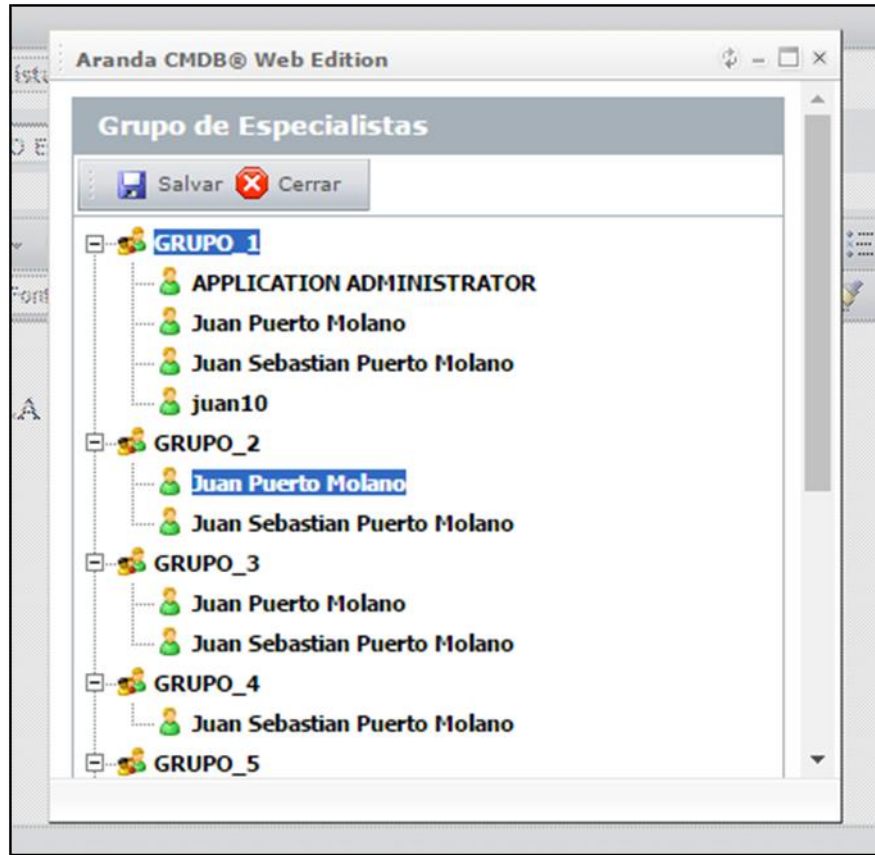 Aranda CMDB® Web Edition
Grupo de Especialistas
Salvar Cerrar
GRUPO_1
APPLICATION ADMINISTRATOR
Juan Puerto Molano
Juan Sebastian Puerto Molano
juan10
GRUPO_2
Juan Puerto Molano
Juan Sebastian Puerto Molano
GRUPO_3
Juan Puerto Molano
Juan Sebastian Puerto Molano
GRUPO_4
Juan Sebastian Puerto Molano
GRUPO_5